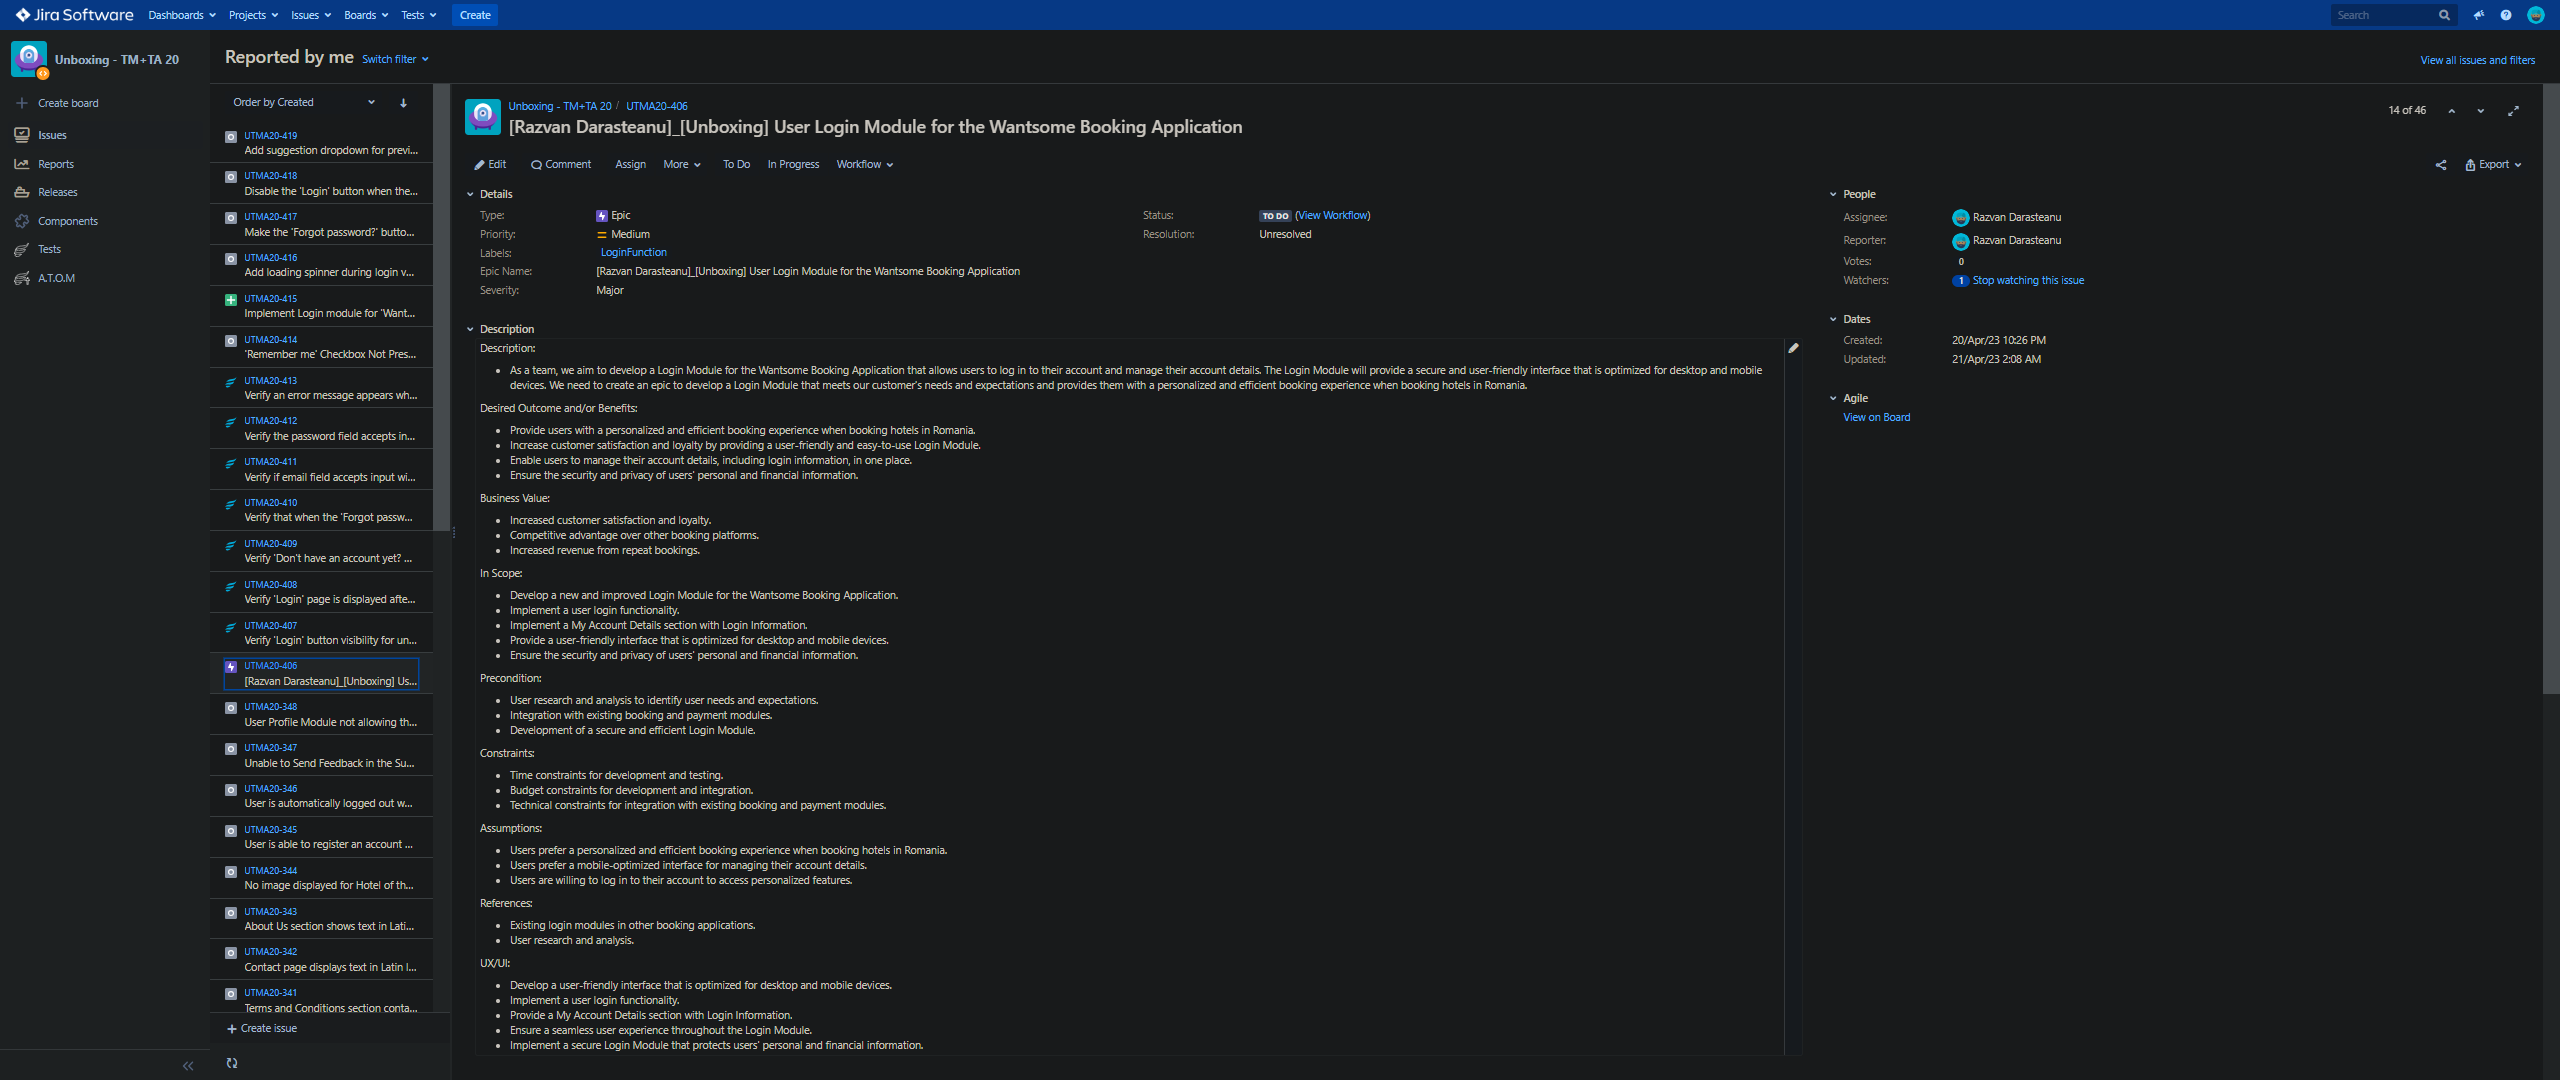 Jira Software Dashboards Projects Issues Boards Tests Create Search
Unboxing - TM+TA 20
Create board
Issues
Reports
Releases
Components
Tests
A.T.O.M
Reported by me Switch filter
View all issues and filters
Order by Created
UTMA20-419
Add suggestion dropdown for previ...
UTMA20-418
Disable the 'Login' button when the...
UTMA20-417
Make the 'Forgot password?' butto...
UTMA20-416
Add loading spinner during login v...
UTMA20-415
Implement Login module for 'Want...
UTMA20-414
'Remember me' Checkbox Not Pres...
UTMA20-413
Verify an error message appears wh...
UTMA20-412
Verify the password field accepts in...
UTMA20-411
Verify if email field accepts input wi...
UTMA20-410
Verify that when the 'Forgot passw...
UTMA20-409
Verify 'Don't have an account yet? ...
UTMA20-408
Verify 'Login' page is displayed afte...
UTMA20-407
Verify 'Login' button visibility for un...
UTMA20-406
[Razvan Darasteanu]_[Unboxing] Us...
UTMA20-348
User Profile Module not allowing th...
UTMA20-347
Unable to Send Feedback in the Su...
UTMA20-346
User is automatically logged out w...
UTMA20-345
User is able to register an account ...
UTMA20-344
No image displayed for Hotel of th...
UTMA20-343
About Us section shows text in Lati...
UTMA20-342
Contact page displays text in Latin l...
UTMA20-341
Terms and Conditions section conta...
Create issue
Unboxing - TM+TA 20 / UTMA20-406
[Razvan Darasteanu]_[Unboxing] User Login Module for the Wantsome Booking Application
14 of 46
Edit Comment Assign More To Do In Progress Workflow Export
Details
Type: Epic
Priority: Medium
Labels: LoginFunction
Epic Name: [Razvan Darasteanu]_[Unboxing] User Login Module for the Wantsome Booking Application
Severity: Major
Status: TO DO (View Workflow)
Resolution: Unresolved
Description
Description:
As a team, we aim to develop a Login Module for the Wantsome Booking Application that allows users to log in to their account and manage their account details. The Login Module will provide a secure and user-friendly interface that is optimized for desktop and mobile
devices. We need to create an epic to develop a Login Module that meets our customer's needs and expectations and provides them with a personalized and efficient booking experience when booking hotels in Romania.
Desired Outcome and/or Benefits:
Provide users with a personalized and efficient booking experience when booking hotels in Romania.
Increase customer satisfaction and loyalty by providing a user-friendly and easy-to-use Login Module.
Enable users to manage their account details, including login information, in one place.
Ensure the security and privacy of users' personal and financial information.
Business Value:
Increased customer satisfaction and loyalty.
Competitive advantage over other booking platforms.
Increased revenue from repeat bookings.
In Scope:
Develop a new and improved Login Module for the Wantsome Booking Application.
Implement a user login functionality.
Implement a My Account Details section with Login Information.
Provide a user-friendly interface that is optimized for desktop and mobile devices.
Ensure the security and privacy of users' personal and financial information.
Precondition:
User research and analysis to identify user needs and expectations.
Integration with existing booking and payment modules.
Development of a secure and efficient Login Module.
Constraints:
Time constraints for development and testing.
Budget constraints for development and integration.
Technical constraints for integration with existing booking and payment modules.
Assumptions:
Users prefer a personalized and efficient booking experience when booking hotels in Romania.
Users prefer a mobile-optimized interface for managing their account details.
Users are willing to log in to their account to access personalized features.
References:
Existing login modules in other booking applications.
User research and analysis.
UX/UI:
Develop a user-friendly interface that is optimized for desktop and mobile devices.
Implement a user login functionality.
Provide a My Account Details section with Login Information.
Ensure a seamless user experience throughout the Login Module.
Implement a secure Login Module that protects users' personal and financial information.
People
Assignee: Razvan Darasteanu
Reporter: Razvan Darasteanu
Votes: 0
Watchers: 1 Stop watching this issue
Dates
Created: 20/Apr/23 10:26 PM
Updated: 21/Apr/23 2:08 AM
Agile
View on Board